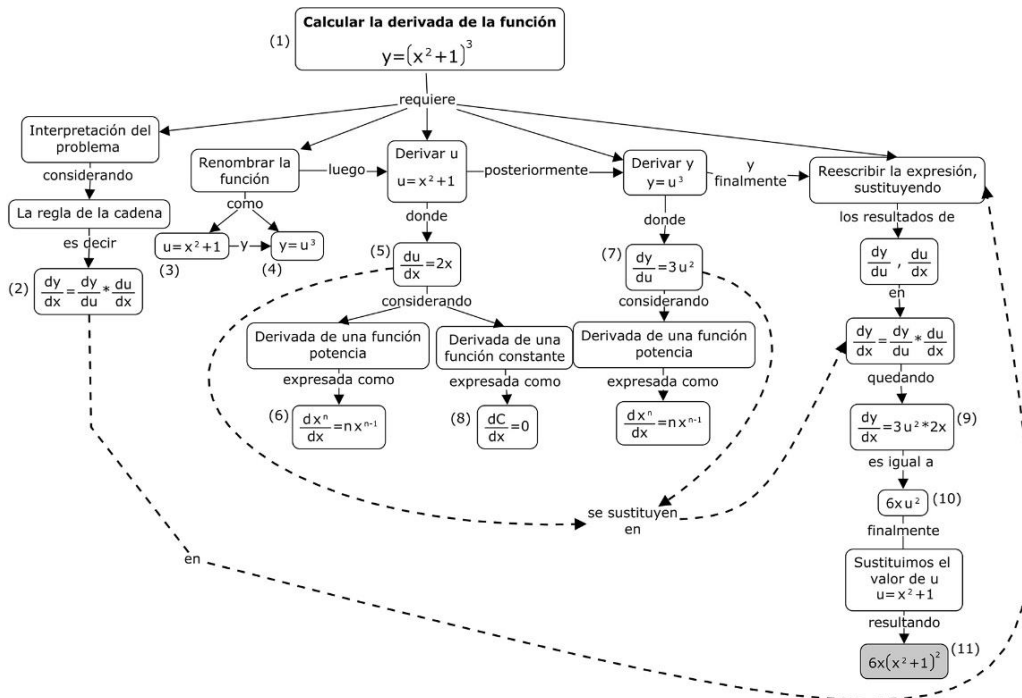 Calcular la derivada de la función
(1)
y=(x²+1)³
requiere
Interpretación del
problema
considerando
La regla de la cadena
es decir
(2) dy/dx = dy/du * du/dx
en
Renombrar la
función
como
u= x²+1
y
y=u³
(3)
(4)
luego
Derivar u
u= x²+1
donde
(5) du/dx =2x
considerando
Derivada de una función
potencia
expresada como
(6) dxⁿ/dx = nxⁿ⁻¹
Derivada de una
función constante
expresada como
(8) dC/dx =0
posteriormente
Derivar y
y=u³
donde
(7) dy/du =3u²
considerando
Derivada de una función
potencia
expresada como
dxⁿ/dx = nxⁿ⁻¹
se sustituyen
en
y
finalmente
Reescribir la expresión,
sustituyendo
los resultados de
dy/du , du/dx
en
dy/dx = dy/du * du/dx
quedando
dy/dx =3u²*2x (9)
es igual a
6xu² (10)
finalmente
Sustituimos el
valor de u
u= x²+1
resultando
6x(x²+1)² (11)